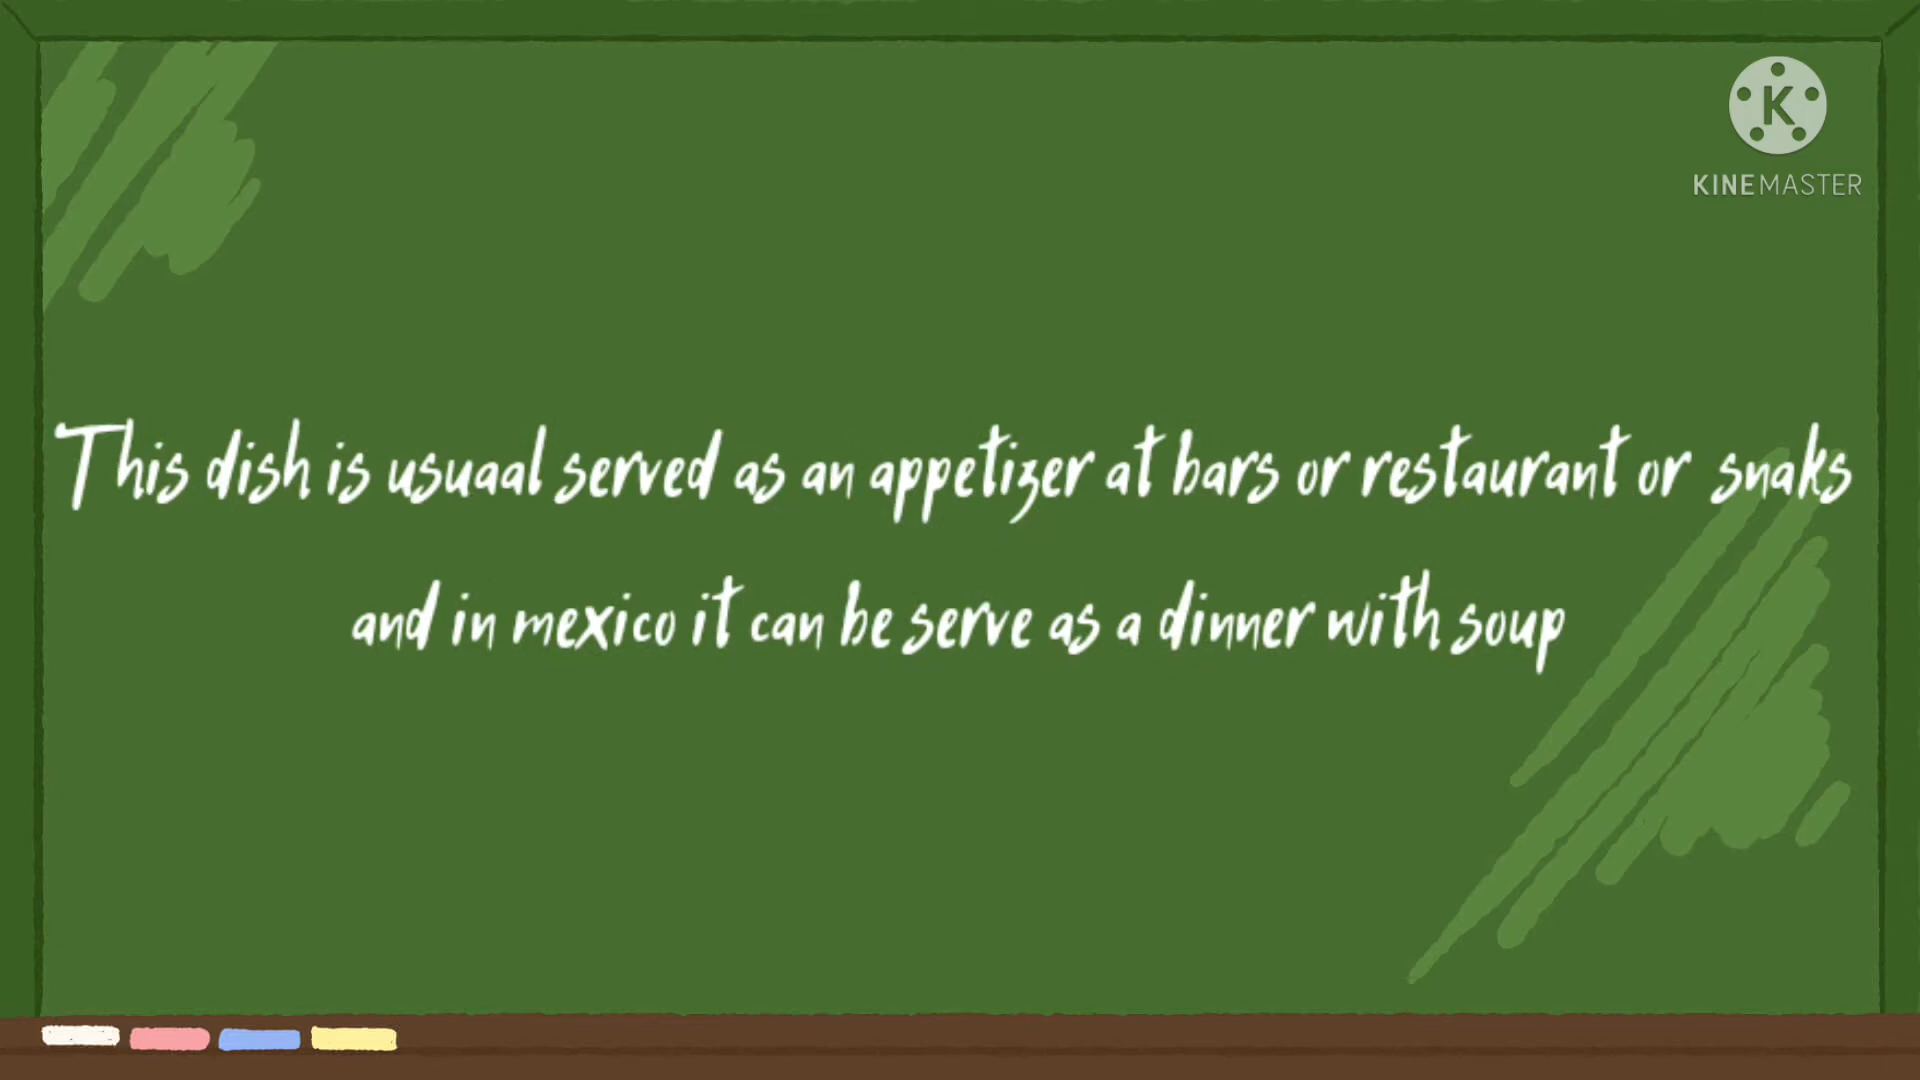 K
KINEMASTER
This dish is usuaal served as an appetizer at bars or restaurant or snaks
and in mexico it can be serve as a dinner with soup